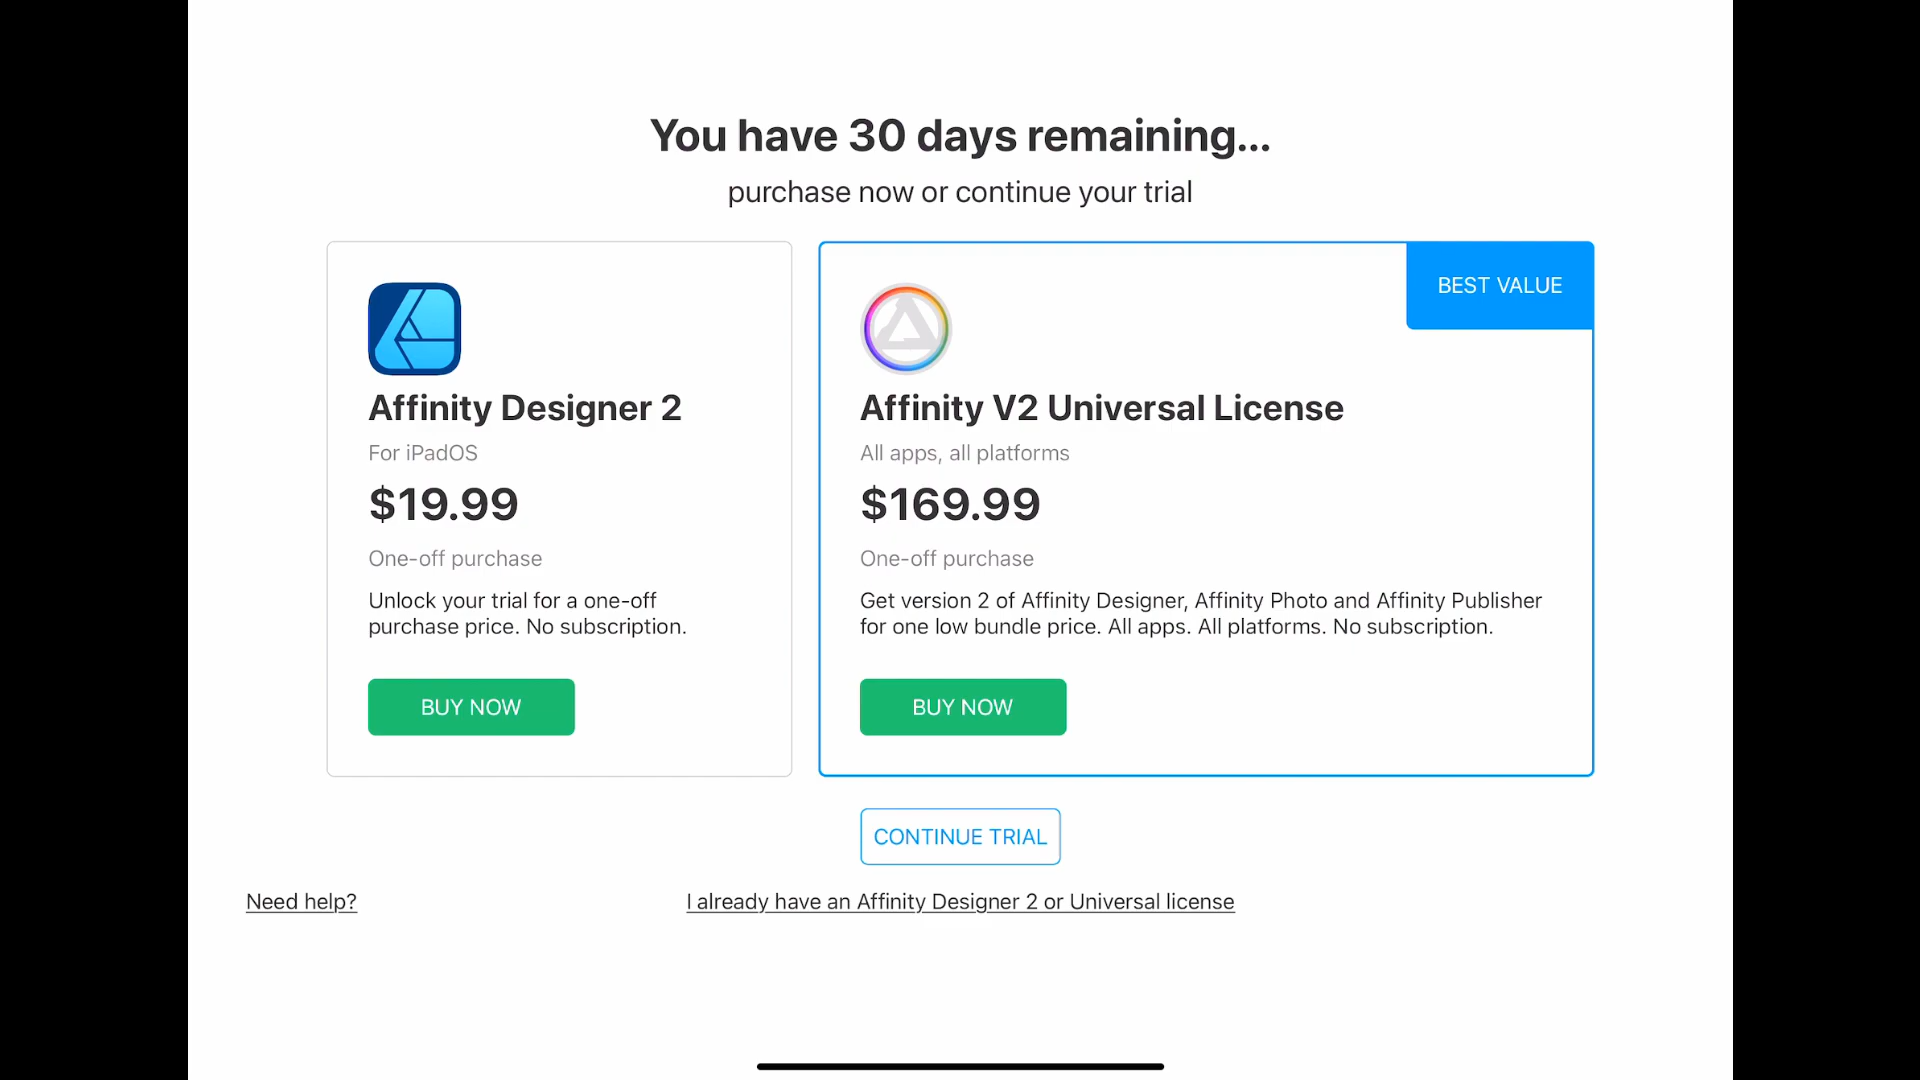 You have 30 days remaining...
purchase now or continue your trial
Affinity Designer 2
For iPadOS
$19.99
One-off purchase
Unlock your trial for a one-off
purchase price. No subscription.
BUY NOW
BEST VALUE
Affinity V2 Universal License
All apps, all platforms
$169.99
One-off purchase
Get version 2 of Affinity Designer, Affinity Photo and Affinity Publisher
for one low bundle price. All apps. All platforms. No subscription.
BUY NOW
CONTINUE TRIAL
Need help?
I already have an Affinity Designer 2 or Universal license